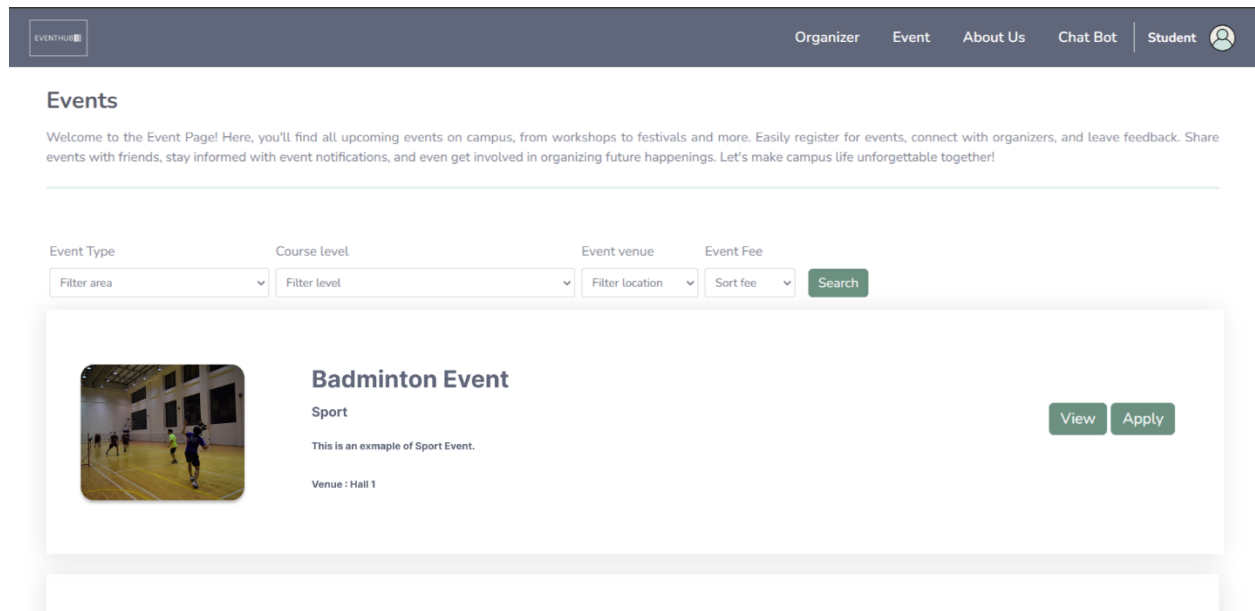 EVENTHUB
Organizer Event About Us Chat Bot Student
Events
Welcome to the Event Page! Here, you'll find all upcoming events on campus, from workshops to festivals and more. Easily register for events, connect with organizers, and leave feedback. Share
events with friends, stay informed with event notifications, and even get involved in organizing future happenings. Let's make campus life unforgettable together!
Event Type Course level Event venue Event Fee
Filter area Filter level Filter location Sort fee Search
Badminton Event
Sport
View Apply
This is an exmaple of Sport Event.
Venue : Hall 1